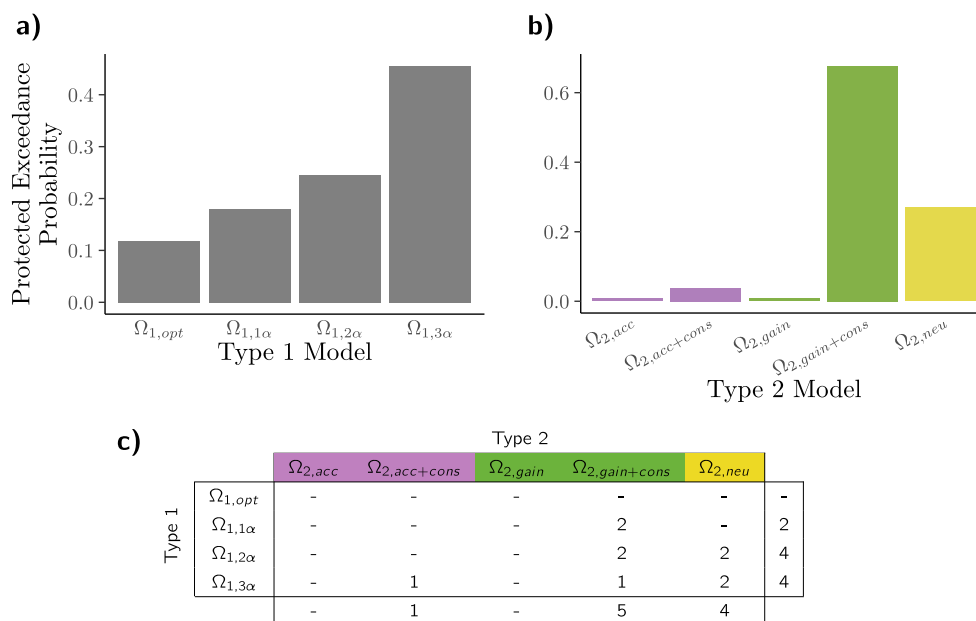 a)
Protected Exceedance
Probability
0.4
0.3
0.2
0.1
0.0
Ω1,opt Ω1,1α Ω1,2α Ω1,3α
Type 1 Model
b)
0.6
0.4
0.2
0.0
Ω2,acc Ω2,acc+cons Ω2,gain Ω2,gain+cons Ω2,neu
Type 2 Model
c)
Type 2
Ω2,acc Ω2,acc+cons Ω2,gain Ω2,gain+cons Ω2,neu
Type 1
Ω1,opt - - - - - -
Ω1,1α - - - 2 - 2
Ω1,2α - - - 2 2 4
Ω1,3α - 1 - 1 2 4
- 1 - 5 4